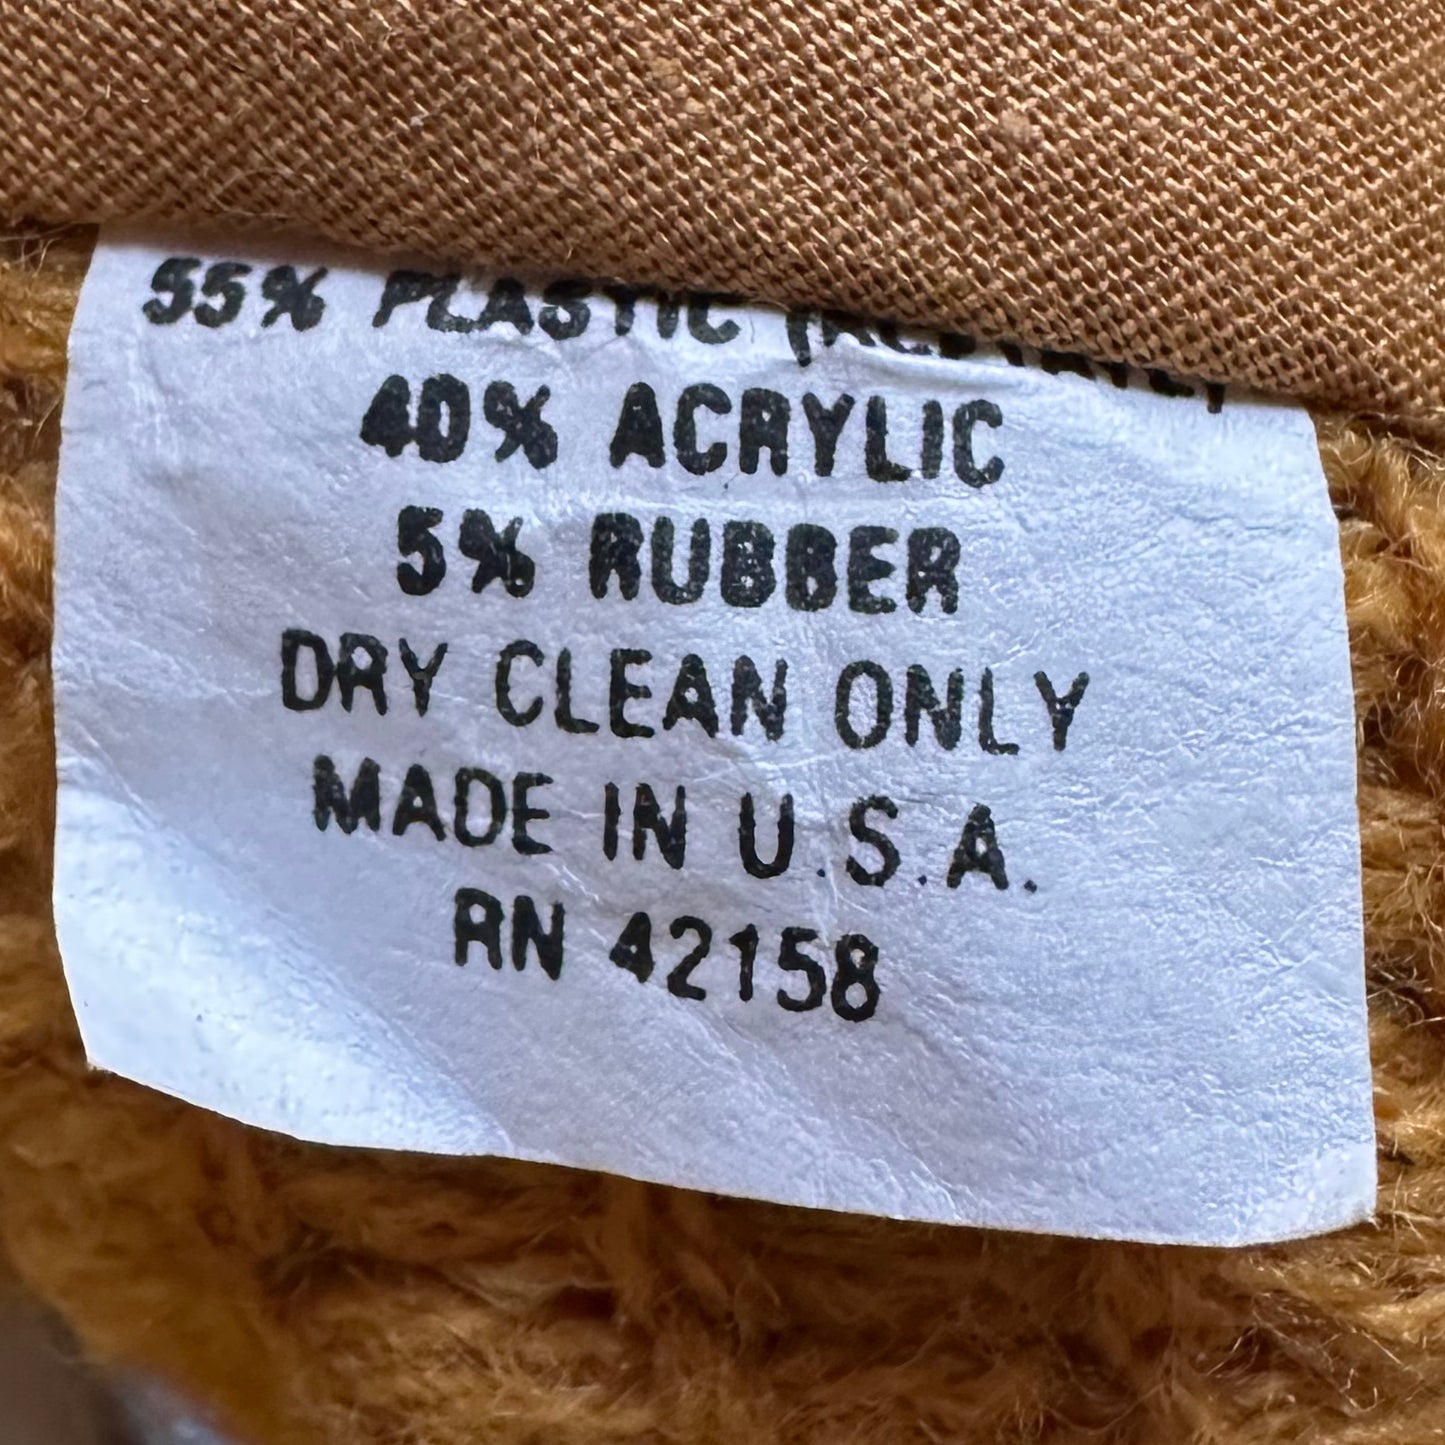 55% PLASTIC
40% ACRYLIC
5% RUBBER
DRY CLEAN ONLY
MADE IN U.S.A.
RN 42158